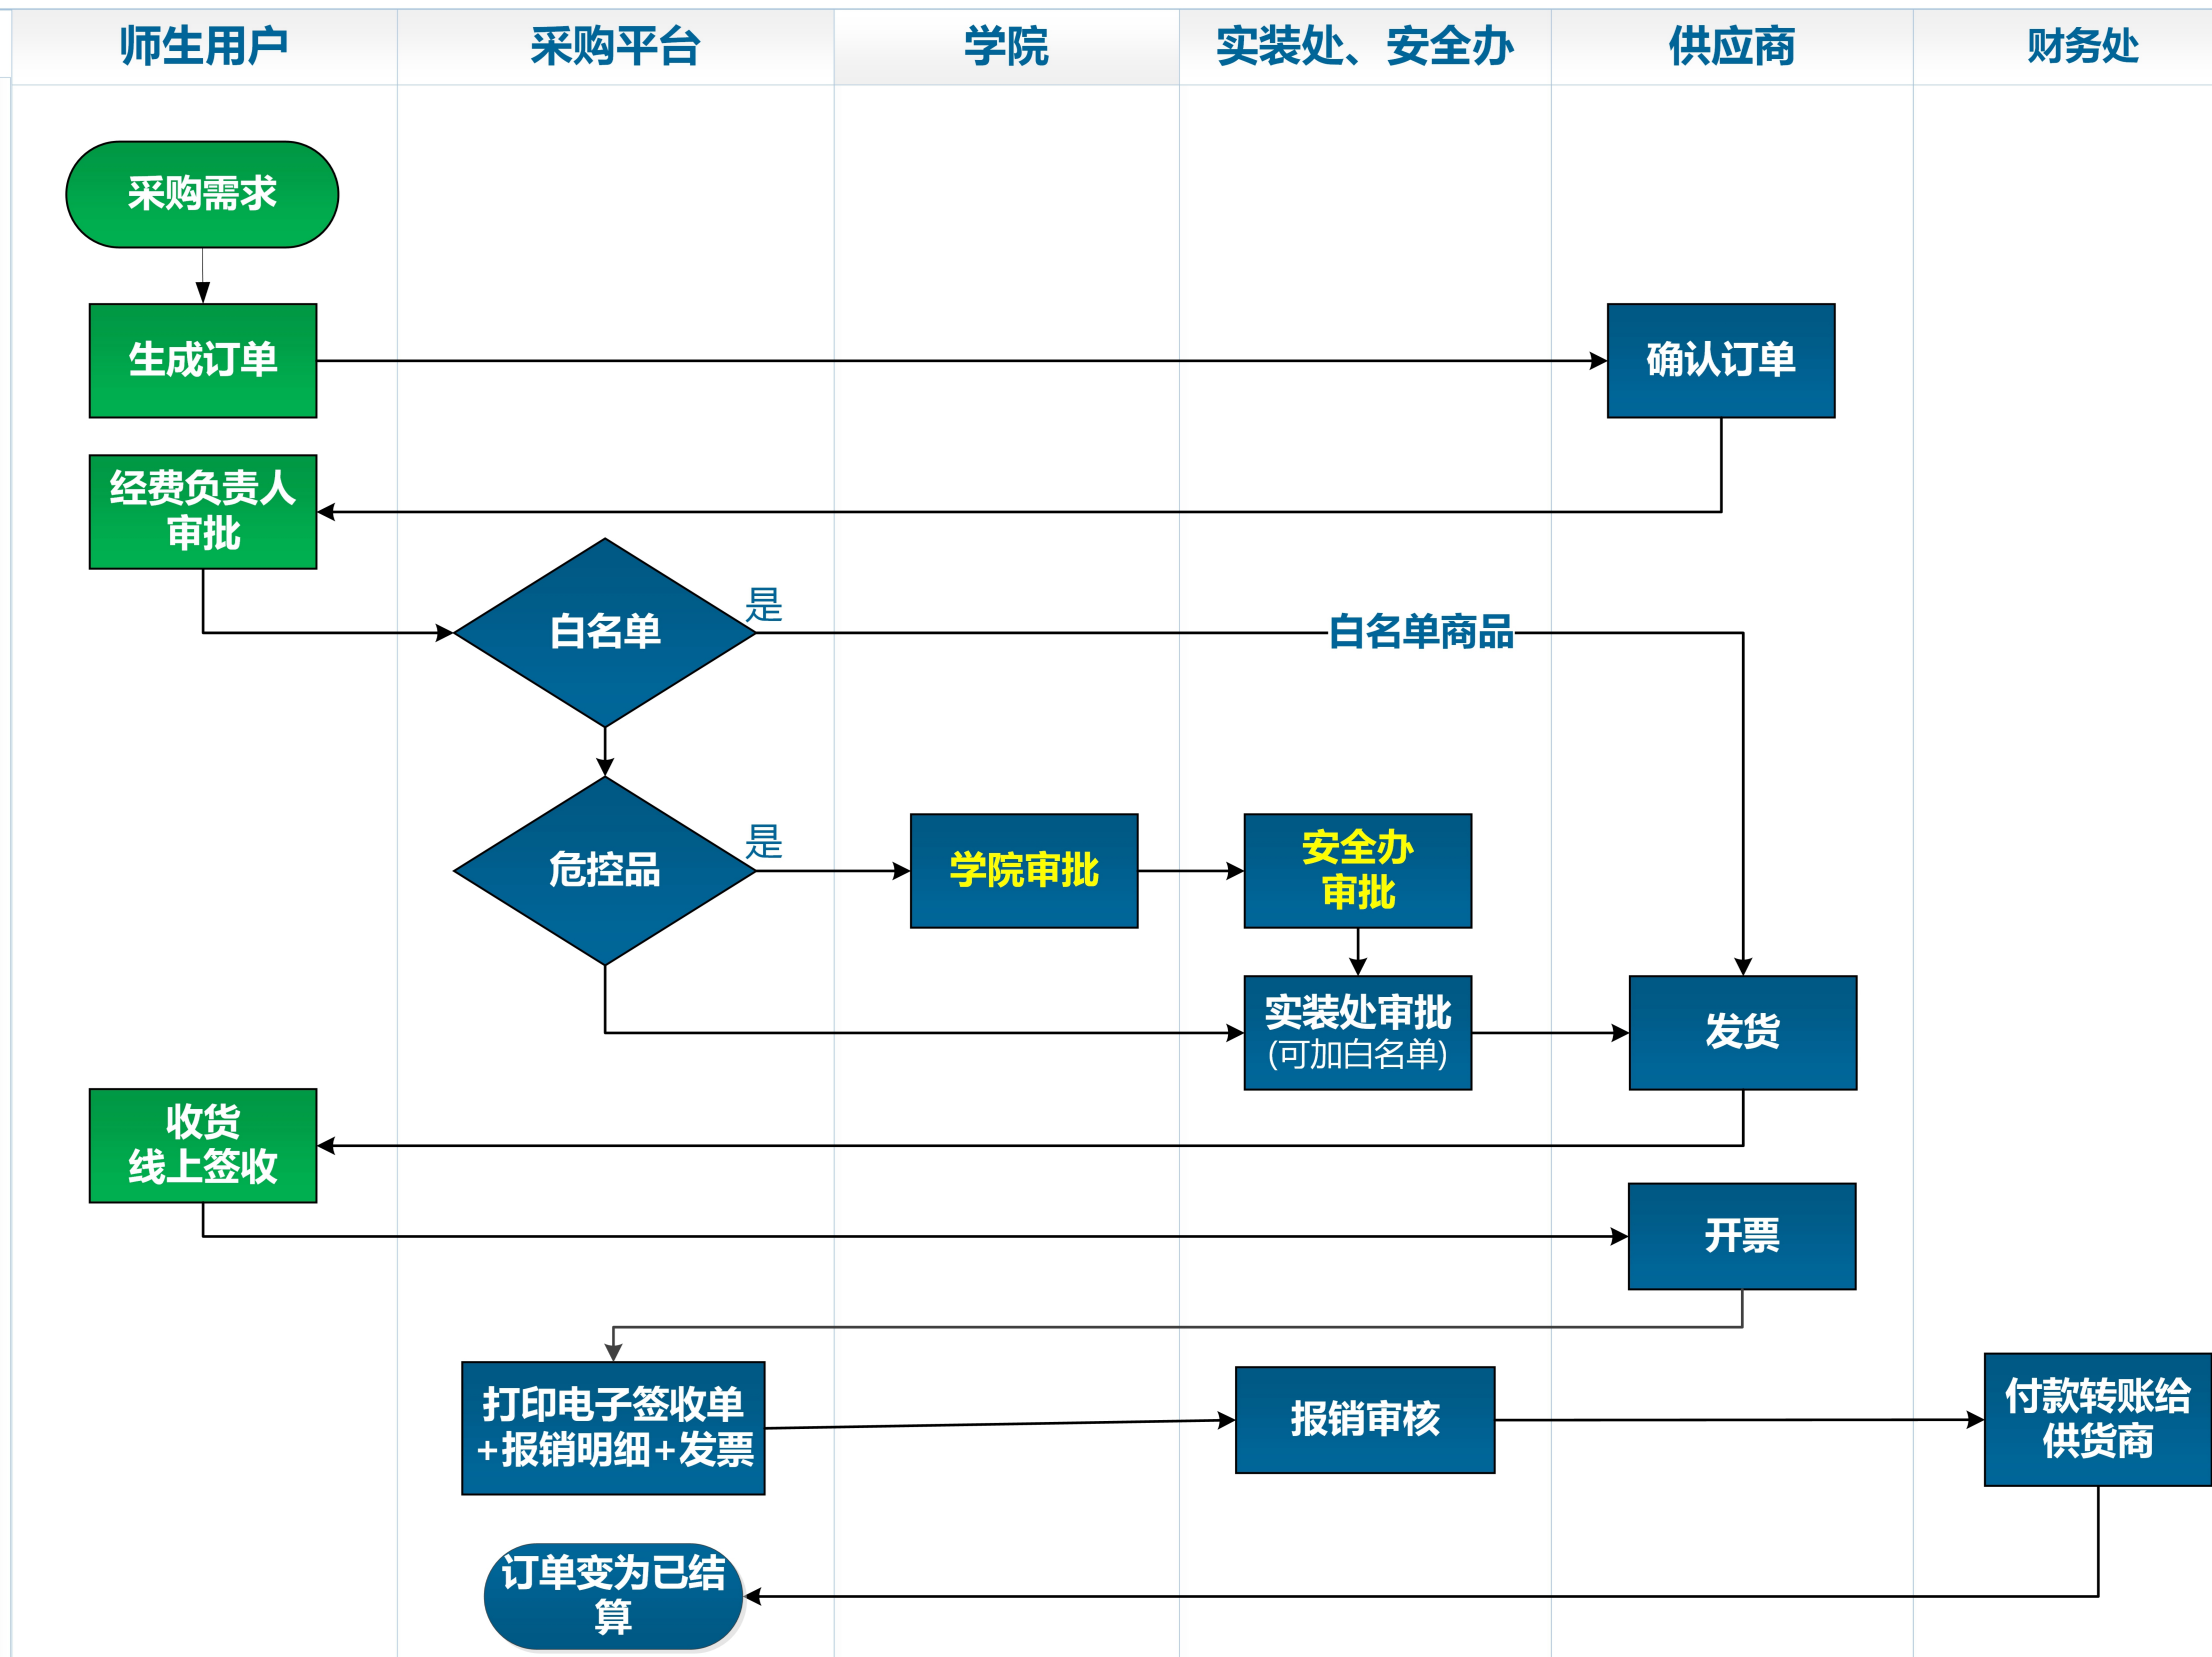 师生用户
采购平台
学院
实装处、安全办
供应商
财务处
采购需求
生成订单
确认订单
经费负责人
审批
白名单
是
白名单商品
危控品
是
学院审批
安全办
审批
实装处审批
(可加白名单)
发货
收货
线上签收
开票
打印电子签收单
+报销明细+发票
报销审核
付款转账给
供货商
订单变为已结
算